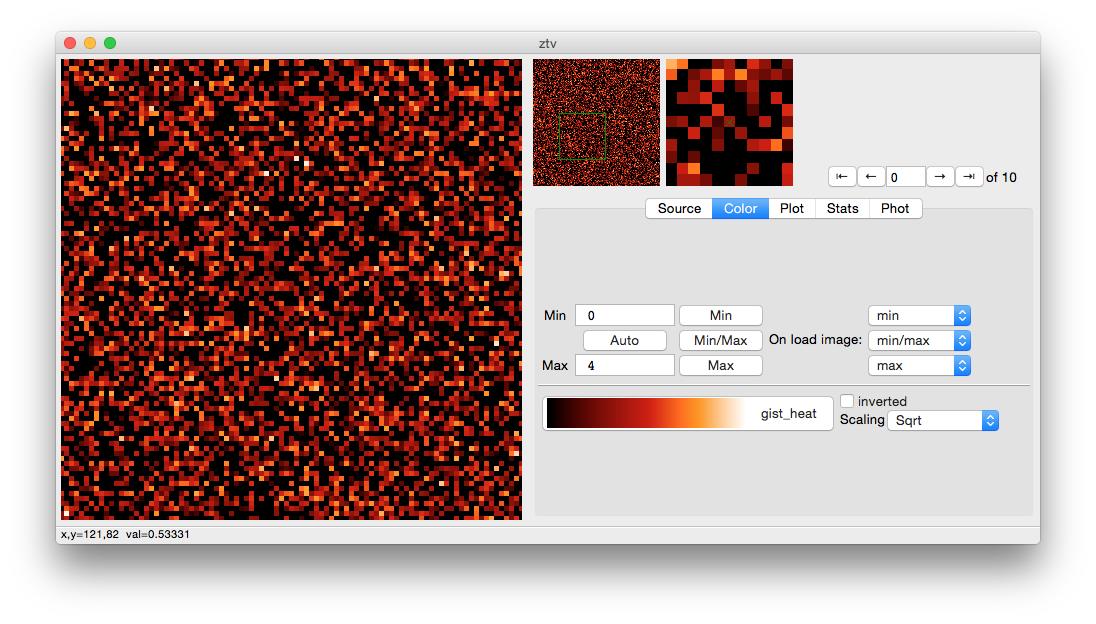 ztv
0 of 10
Source Color Plot Stats Phot
Min 0 Min min
Auto Min/Max On load image: min/max
Max 4 Max max
gist_heat
inverted
Scaling Sqrt
x,y=121,82 val=0.53331